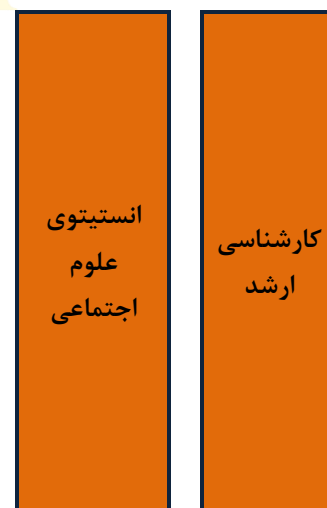 کارشناسی
ارشد
انستیتوی
علوم
اجتماعی